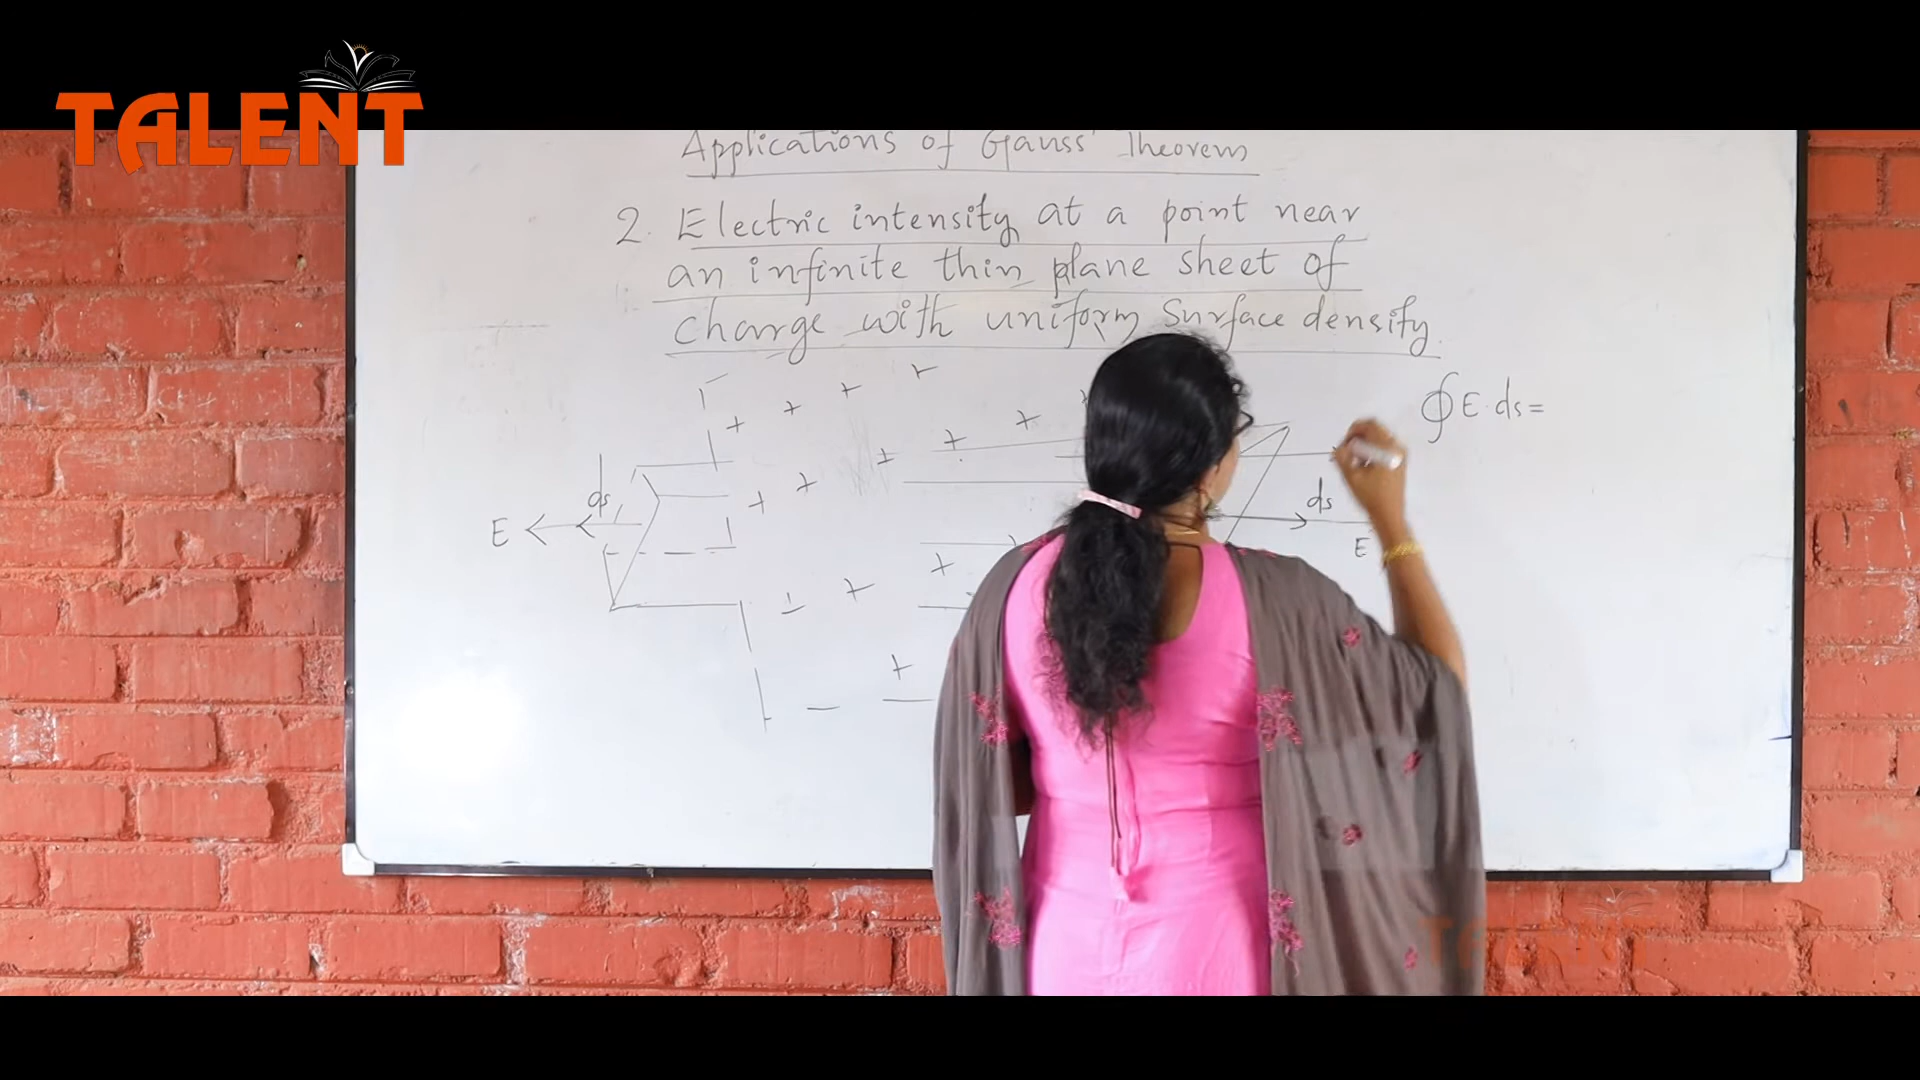 TALENT
Applications of Gauss' Theorem
2. Electric intensity at a point near
an infinite thin plane sheet of
charge with uniform surface density.
∮ E. ds =
ds
E
ds
E
TALENT